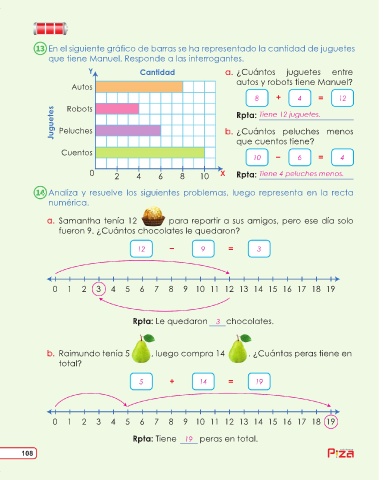 13 En el siguiente gráfico de barras se ha representado la cantidad de juguetes
que tiene Manuel. Responde a las interrogantes.
Y Cantidad
Juguetes
Autos
Robots
Peluches
Cuentos
0 2 4 6 8 10 X
a. ¿Cuántos juguetes entre
autos y robots tiene Manuel?
8 + 4 = 12
Rpta: Tiene 12 juguetes.
b. ¿Cuántos peluches menos
que cuentos tiene?
10 - 6 = 4
Rpta: Tiene 4 peluches menos.
14 Analiza y resuelve los siguientes problemas, luego representa en la recta
numérica.
a. Samantha tenía 12 para repartir a sus amigos, pero ese día solo
fueron 9. ¿Cuántos chocolates le quedaron?
12 - 9 = 3
0 1 2 3 4 5 6 7 8 9 10 11 12 13 14 15 16 17 18 19
Rpta: Le quedaron 3 chocolates.
b. Raimundo tenía 5 , luego compra 14 . ¿Cuántas peras tiene en
total?
5 + 14 = 19
0 1 2 3 4 5 6 7 8 9 10 11 12 13 14 15 16 17 18 19
Rpta: Tiene 19 peras en total.
108
Pizza